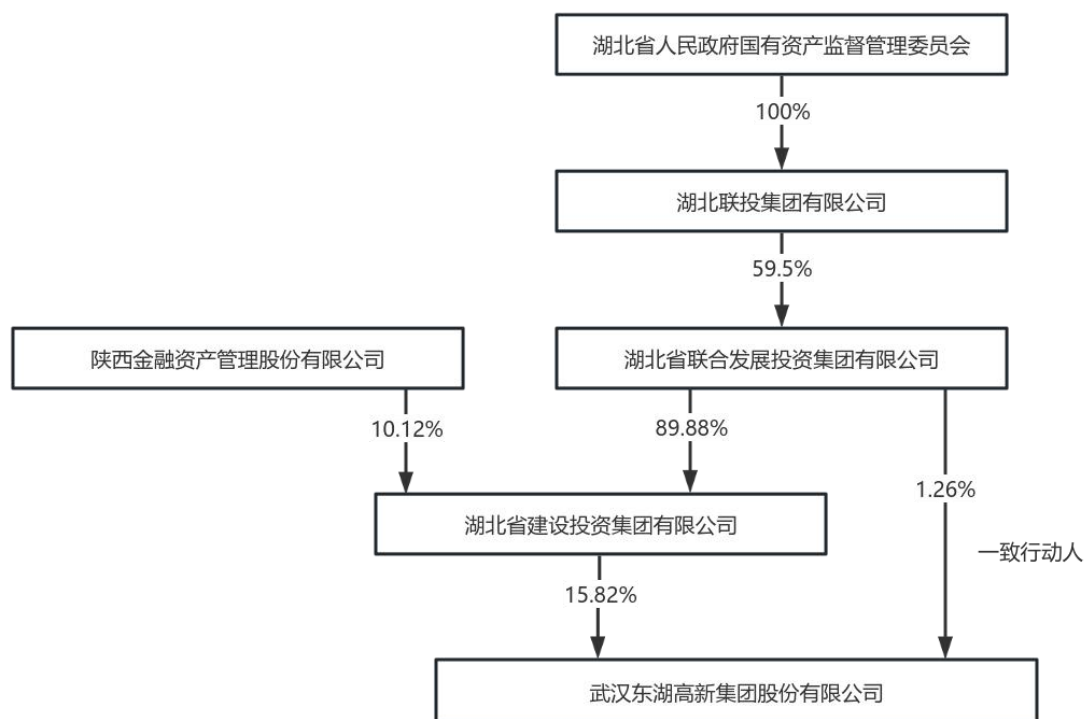 湖北省人民政府国有资产监督管理委员会
100%
湖北联投集团有限公司
59.5%
陕西金融资产管理股份有限公司
湖北省联合发展投资集团有限公司
10.12%
89.88%
1.26%
湖北省建设投资集团有限公司
一致行动人
15.82%
武汉东湖高新集团股份有限公司